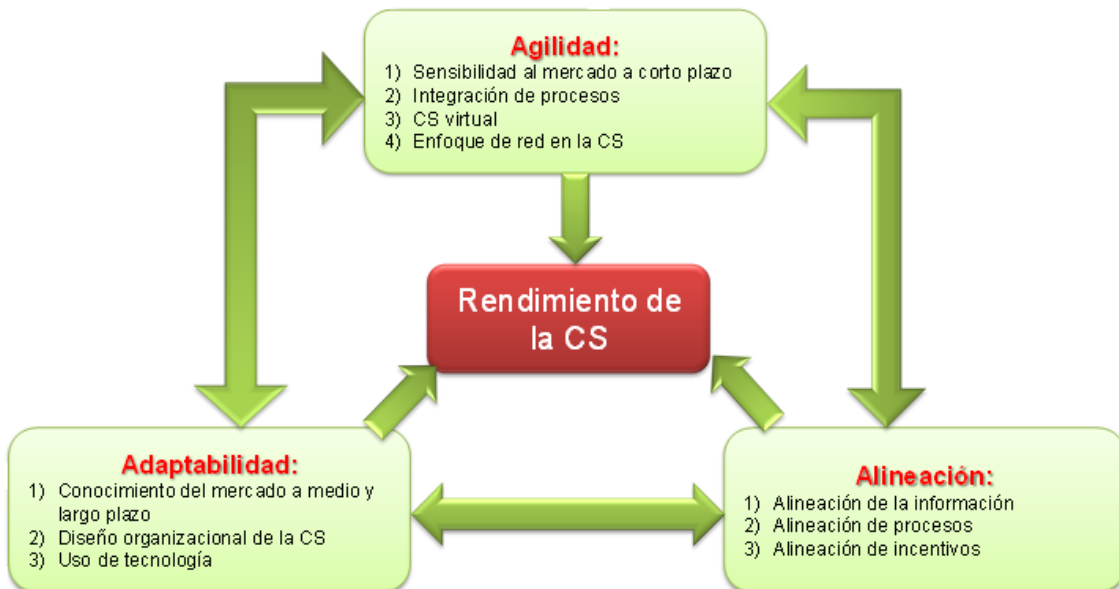 Agilidad:
1) Sensibilidad al mercado a corto plazo
2) Integración de procesos
3) CS virtual
4) Enfoque de red en la CS
Rendimiento de
la CS
Adaptabilidad:
1) Conocimiento del mercado a medio y
largo plazo
2) Diseño organizacional de la CS
3) Uso de tecnología
Alineación:
1) Alineación de la información
2) Alineación de procesos
3) Alineación de incentivos